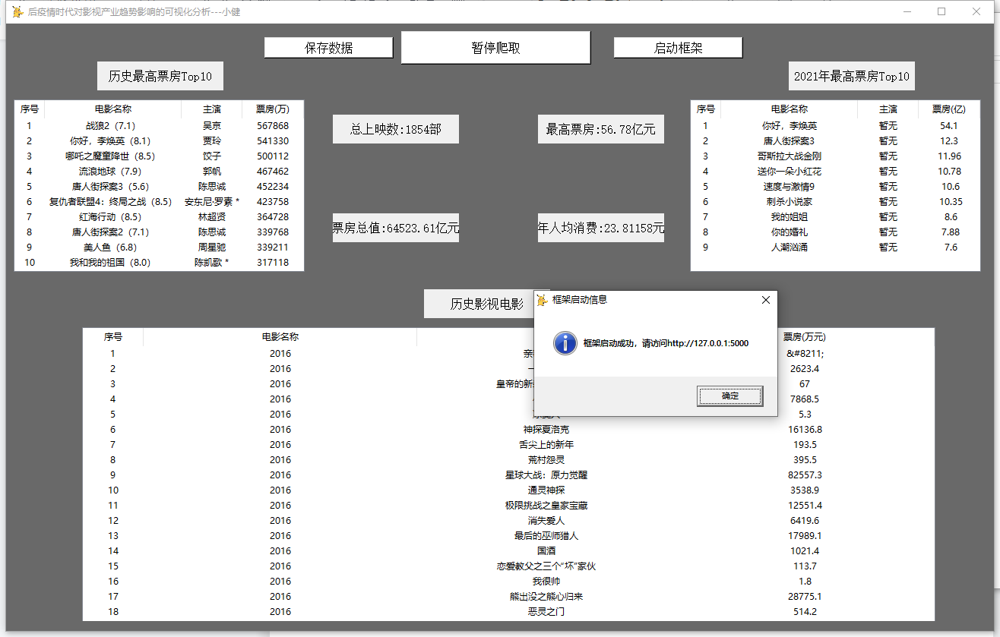 后疫情时代对影视产业趋势影响的可视化分析---小健
保存数据 暂停爬取 启动框架
历史最高票房Top10
2021年最高票房Top10
序号 电影名称 主演 票房(万)
1 战狼2（7.1） 吴京 567868
2 你好，李焕英（8.1） 贾玲 541330
3 哪吒之魔童降世（8.5） 饺子 500112
4 流浪地球（7.9） 郭帆 467462
5 唐人街探案3（5.6） 陈思诚 452234
6 复仇者联盟4：终局之战（8.5） 安东尼·罗素 * 423758
7 红海行动（8.5） 林超贤 364728
8 唐人街探案2（7.1） 陈思诚 339768
9 美人鱼（6.8） 周星驰 339211
10 我和我的祖国（8.0） 陈凯歌 * 317118
总上映数:1854部
最高票房:56.78亿元
票房总值:64523.61亿元
年人均消费:23.81158元
序号 电影名称 主演 票房(亿)
1 你好，李焕英 暂无 54.1
2 唐人街探案3 暂无 12.3
3 哥斯拉大战金刚 暂无 11.96
4 送你一朵小红花 暂无 10.78
5 速度与激情9 暂无 10.6
6 刺杀小说家 暂无 10.35
7 我的姐姐 暂无 8.6
8 你的婚礼 暂无 7.88
9 人潮汹涌 暂无 7.6
历史影视电影
框架启动信息
框架启动成功，请访问http://127.0.0.1:5000
确定
序号 电影名称 票房(万元)
1 2016 &#8211;
2 2016 2623.4
3 2016 皇帝的新 67
4 2016 7868.5
5 2016 5.3
6 2016 神探夏洛克 16136.8
7 2016 舌尖上的新年 193.5
8 2016 荒村怨灵 395.5
9 2016 星球大战：原力觉醒 82557.3
10 2016 通灵神探 3538.9
11 2016 极限挑战之皇家宝藏 12551.4
12 2016 消失爱人 6419.6
13 2016 最后的巫师猎人 17989.1
14 2016 国酒 1021.4
15 2016 恋爱教父之三个“坏”家伙 113.7
16 2016 我很帅 1.8
17 2016 熊出没之熊心归来 28775.1
18 2016 恶灵之门 514.2